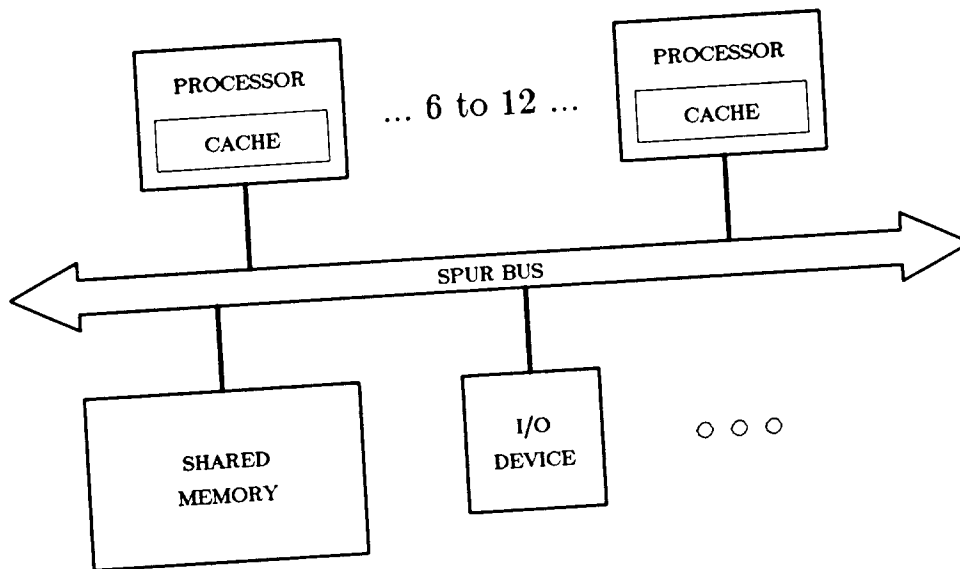 PROCESSOR
CACHE
... 6 to 12 ...
PROCESSOR
CACHE
SPUR BUS
SHARED
MEMORY
I/O
DEVICE